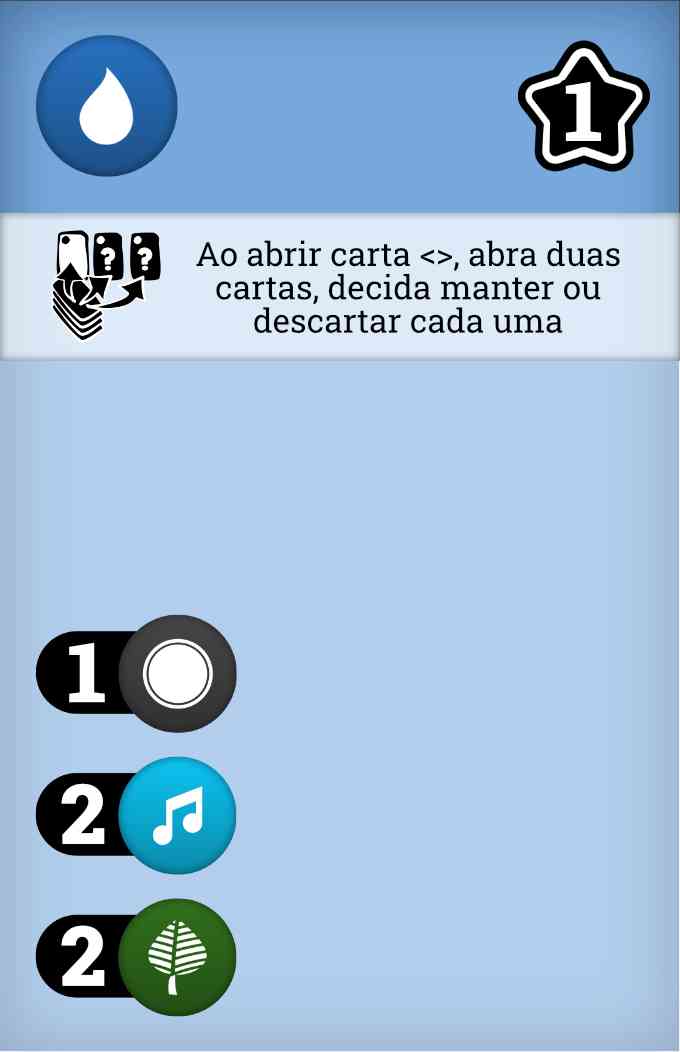 1
? ?
Ao abrir carta <>, abra duas
cartas, decida manter ou
descartar cada uma
1
2
2